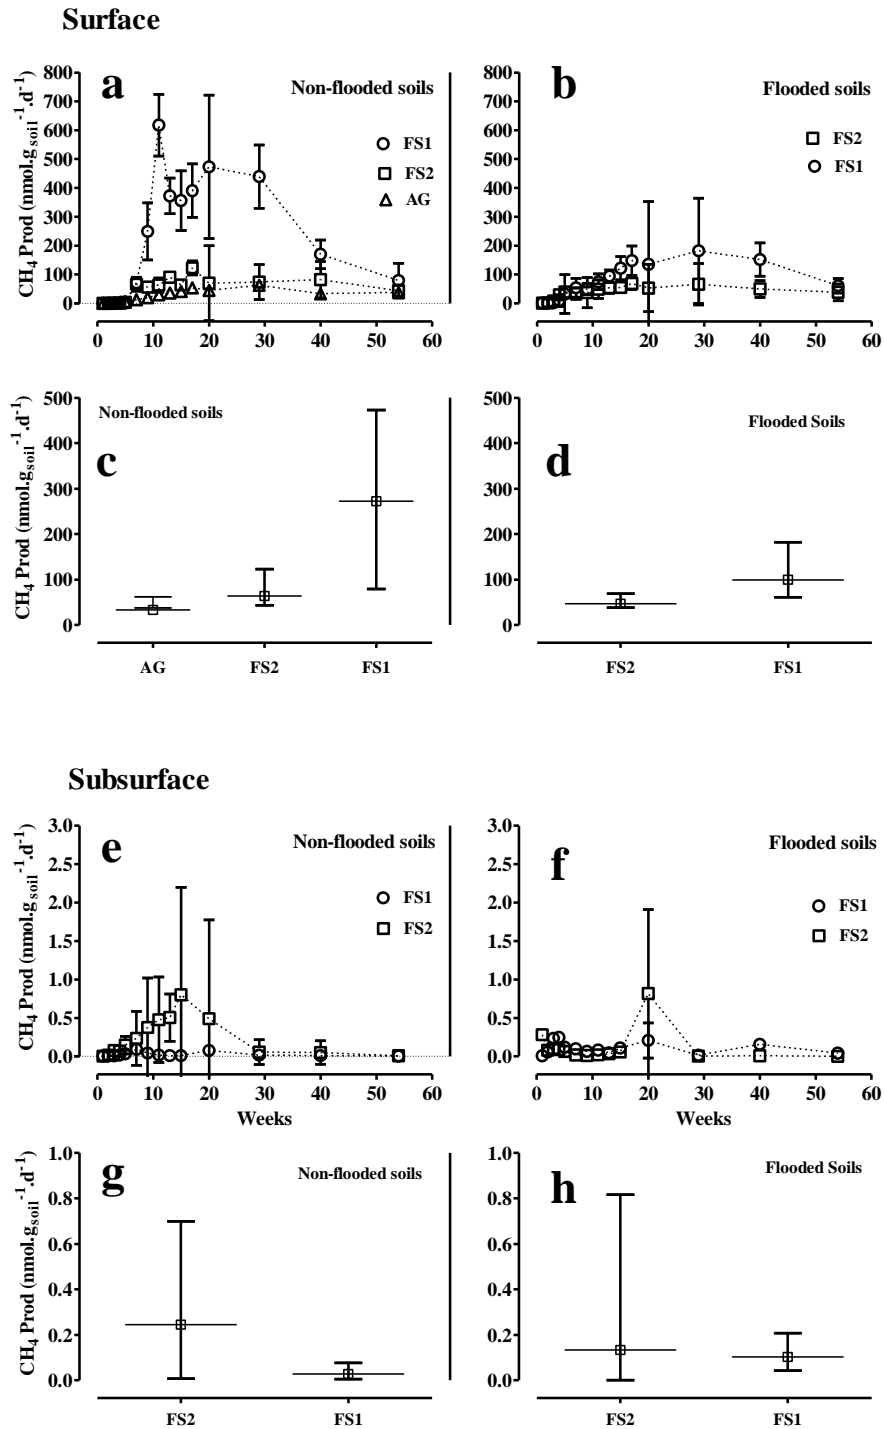 Surface
a
Non-flooded soils
FS1
FS2
AG
CH4 Prod (nmol.gsoil-1.d-1)
800
700
600
500
400
300
200
100
0
0 10 20 30 40 50 60
b
Flooded soils
FS2
FS1
800
700
600
500
400
300
200
100
0
0 10 20 30 40 50 60
Non-flooded soils
c
CH4 Prod (nmol.gsoil-1.d-1)
500
400
300
200
100
0
AG FS2 FS1
Flooded Soils
d
500
400
300
200
100
0
FS2 FS1
Subsurface
e
Non-flooded soils
FS1
FS2
CH4 Prod (nmol.gsoil-1.d-1)
3.0
2.5
2.0
1.5
1.0
0.5
0.0
0 10 20 30 40 50 60
Weeks
f
Flooded soils
FS1
FS2
3.0
2.5
2.0
1.5
1.0
0.5
0.0
0 10 20 30 40 50 60
Weeks
g
Non-flooded soils
CH4 Prod (nmol.gsoil-1.d-1)
1.0
0.8
0.6
0.4
0.2
0.0
FS2 FS1
h
Flooded Soils
1.0
0.8
0.6
0.4
0.2
0.0
FS2 FS1